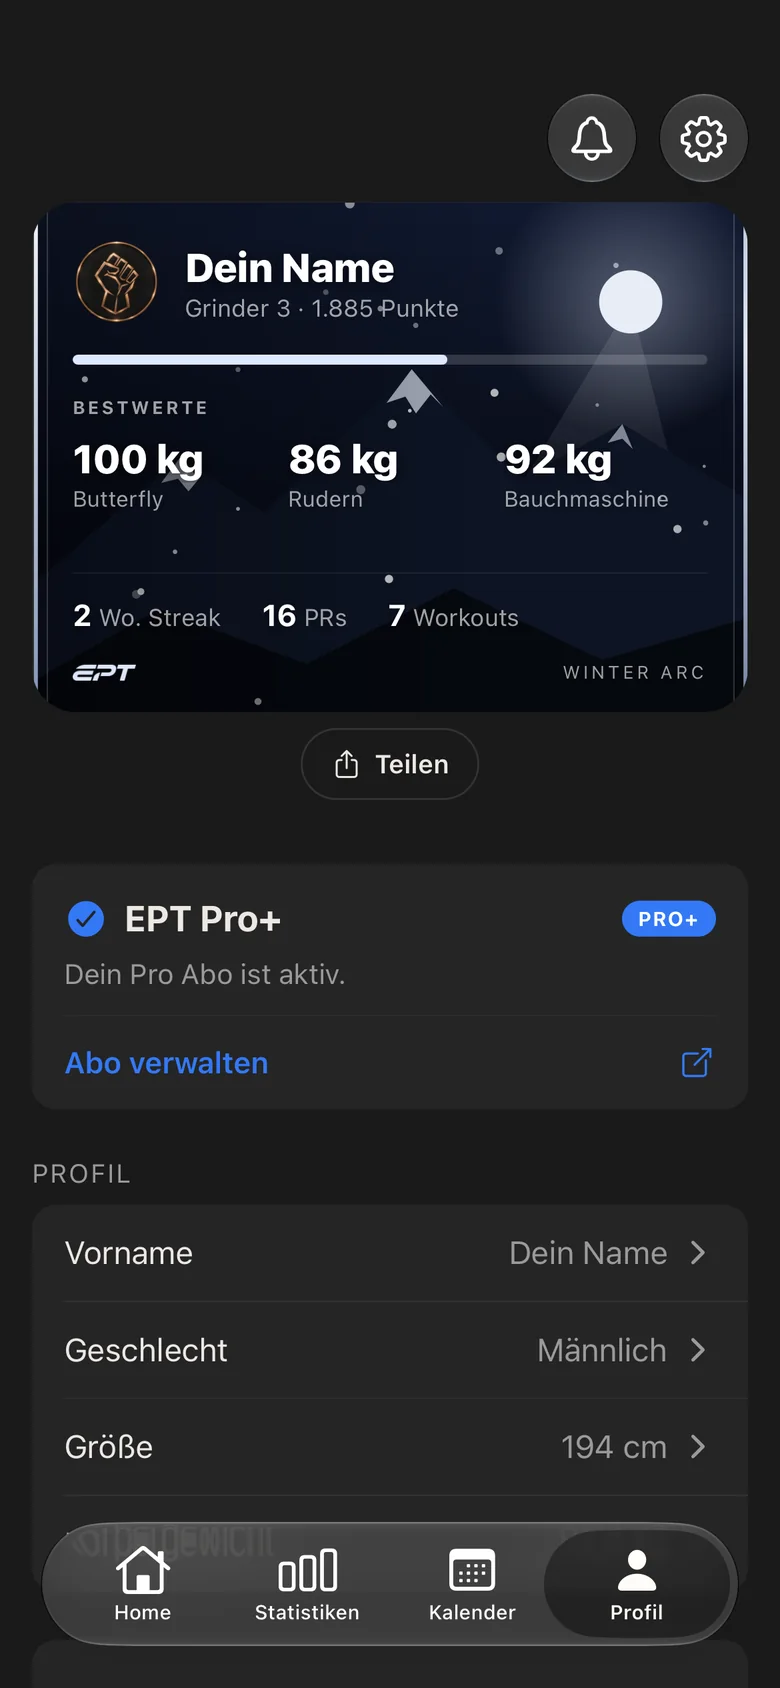 Dein Name
Grinder 3 · 1.885 Punkte
BESTWERTE
100 kg 86 kg 92 kg
Butterfly Rudern Bauchmaschine
2 Wo. Streak 16 PRs 7 Workouts
EPT WINTER ARC
Teilen
EPT Pro+ PRO+
Dein Pro Abo ist aktiv.
Abo verwalten
PROFIL
Vorname Dein Name
Geschlecht Männlich
Größe 194 cm
Home Statistiken Kalender Profil